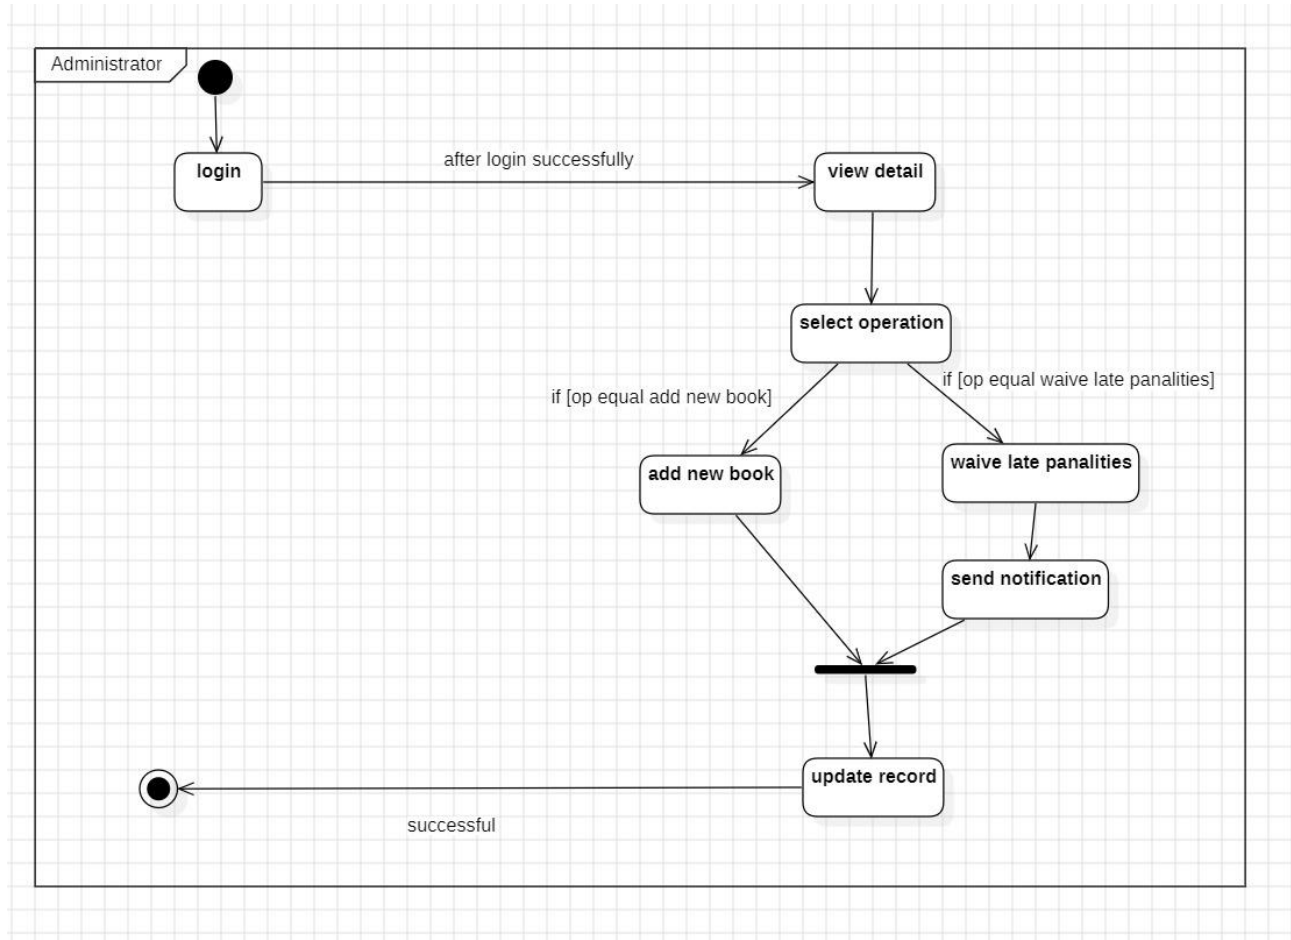 Administrator
login
after login successfully
view detail
select operation
if [op equal add new book]
if [op equal waive late panalities]
add new book
waive late panalities
send notification
update record
successful